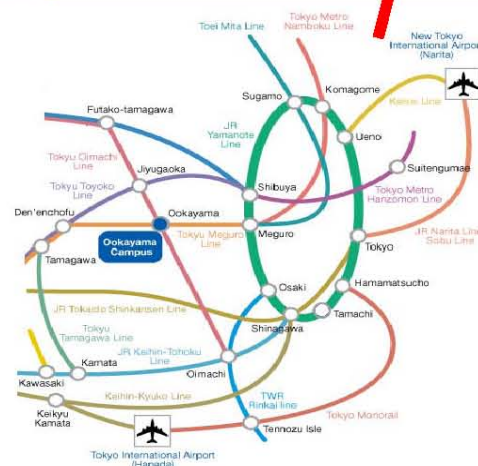 Toei Mita Line
Tokyo Metro
Namboku Line
New Tokyo
International Airport
(Narita)
Sugamo
Komagome
Keisei Line
Futako-tamagawa
JR
Yamanote
Line
Ueno
Tokyu Oimachi
Line
Jiyugaoka
Suitengumae
Tokyu Toyoko
Line
Shibuya
Tokyo Metro
Hanzomon Line
Den'enchofu
Ookayama
Ookayama
Campus
Tokyu Meguro
Line
Meguro
Tokyo
JR Narita Line
Sobu Line
Tamagawa
Osaki
Hamamatsucho
JR Tokaido Shinkansen Line
Tamachi
Shinagawa
Tokyu
Tamagawa Line
JR Keihin-Tohoku
Line
Kamata
Oimachi
Kawasaki
Keihin-Kyuko Line
TWR
Rinkai line
Tokyo Monorail
Keikyu
Kamata
Tennozu Isle
Tokyo International Airport
(Haneda)